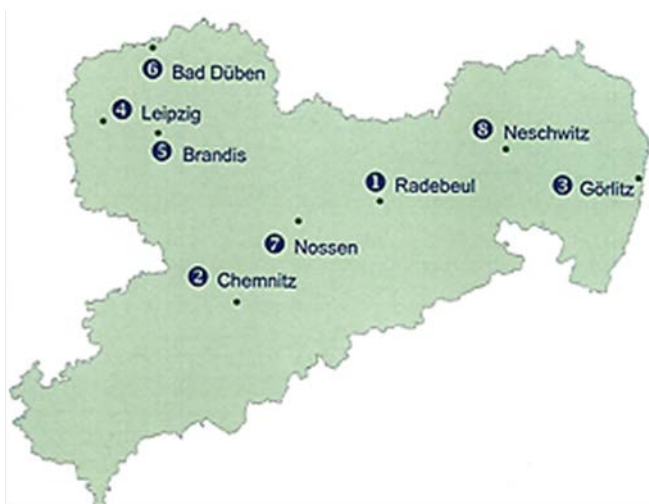 6 Bad Düben
4 Leipzig
5 Brandis
8 Neschwitz
1 Radebeul
3 Görlitz
7 Nossen
2 Chemnitz